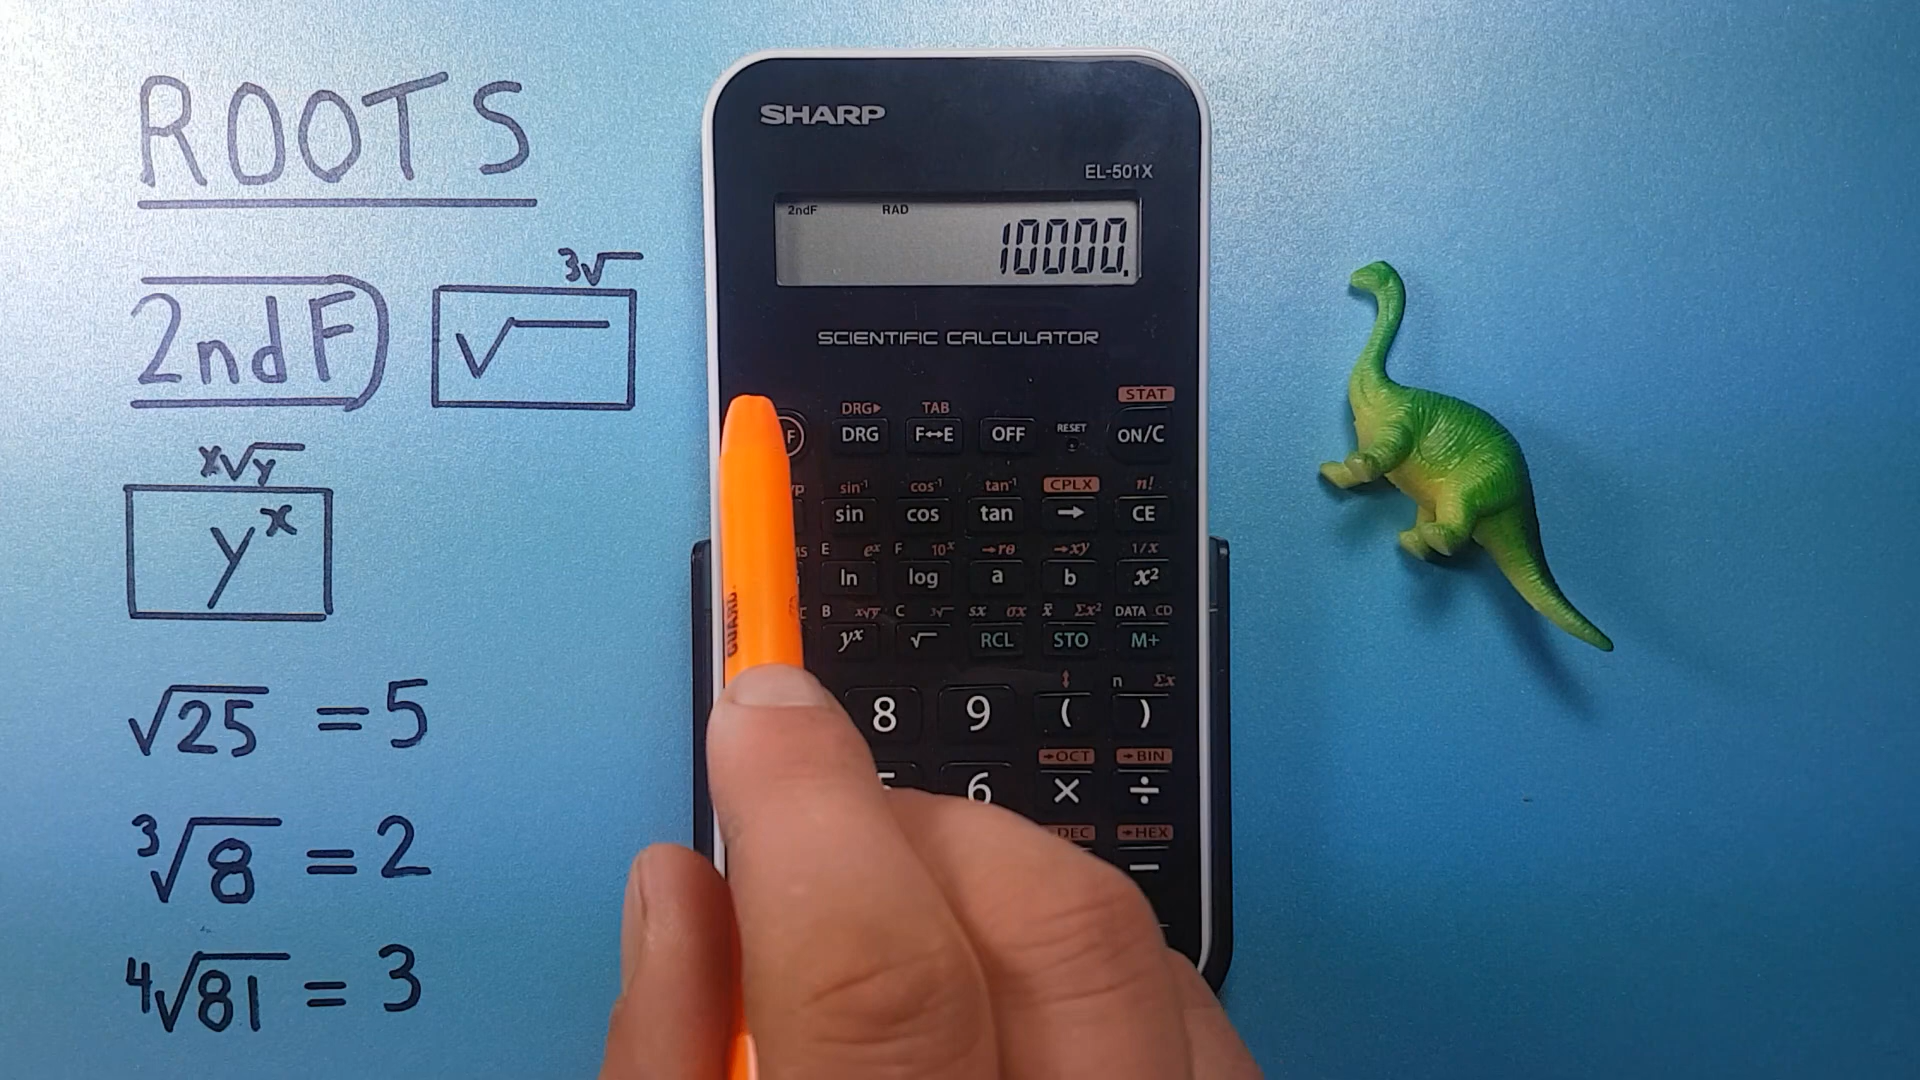 ROOTS
2ndF 3√
√
x√y
y^x
√25 = 5
3√8 = 2
4√81 = 3
SHARP
EL-501X
2ndF RAD
10000.
SCIENTIFIC CALCULATOR
STAT
DRG▸ TAB
F DRG F↔E OFF RESET ON/C
YP sin⁻¹ cos⁻¹ tan⁻¹ CPLX n!
sin cos tan → CE
MS E eˣ F 10ˣ →rθ →xy 1/x
ln log a b x²
C B x√y C 3√ sx σx x̄ Σx² DATA CD
yˣ √ RCL STO M+
GUARD
↕ n Σx
8 9 ( )
→OCT →BIN
6 × ÷
DEC →HEX
−